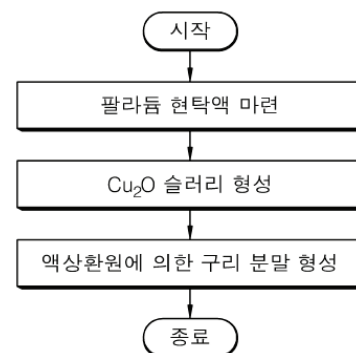 시작
팔라듐 현탁액 마련
Cu₂O 슬러리 형성
액상환원에 의한 구리 분말 형성
종료